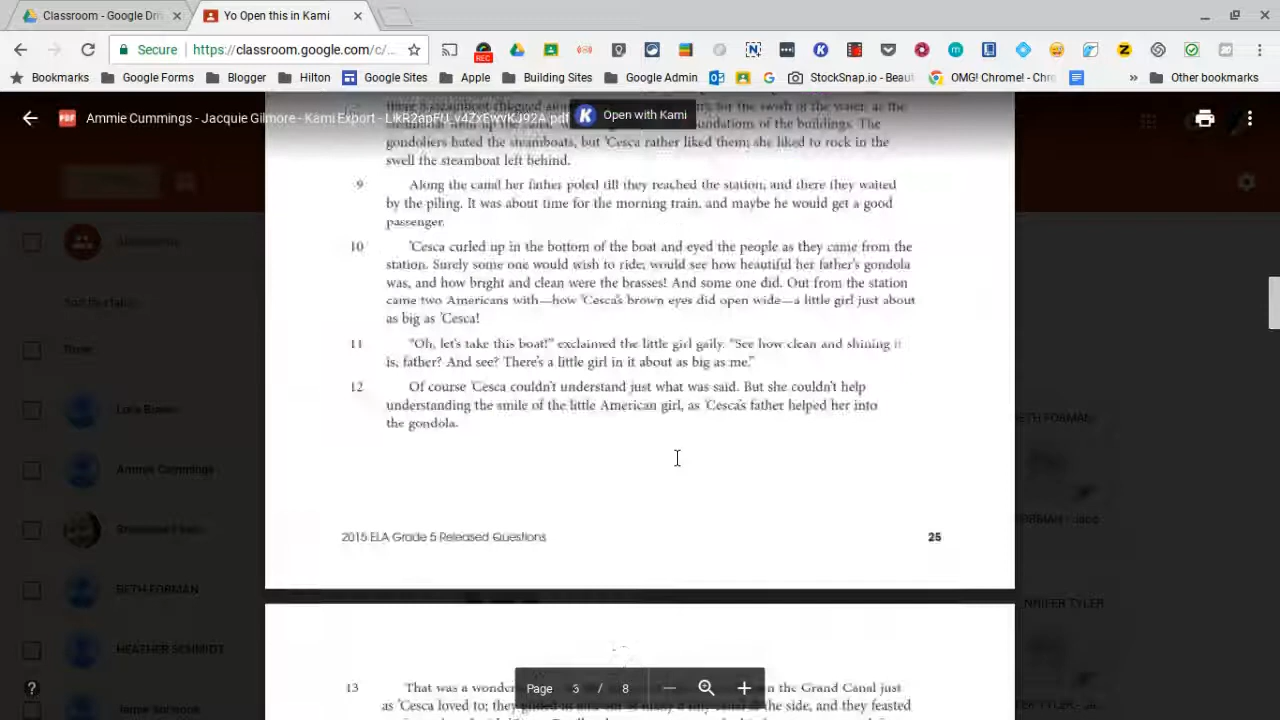 Classroom - Google Dri
Yo Open this in Kami
Secure
https://classroom.google.com/c/...
REC
Bookmarks
Google Forms
Blogger
Hilton
Google Sites
Apple
Building Sites
Google Admin
StockSnap.io - Beaut
OMG! Chrome! - Chro
Other bookmarks
Ammie Cummings - Jacquie Gilmore - Kami Export -
Open with Kami
foundations of the buildings. The
gondoliers hated the steamboats, but 'Cesca rather liked them; she liked to rock in the
swell the steamboat left behind.
9 Along the canal her father poled till they reached the station, and there they waited
by the piling. It was about time for the morning train, and maybe he would get a good
passenger.
10 'Cesca curled up in the bottom of the boat and eyed the people as they came from the
station. Surely some one would wish to ride; would see how beautiful her father's gondola
was, and how bright and clean were the brasses! And some one did. Out from the station
came two Americans with—how 'Cesca's brown eyes did open wide—a little girl just about
as big as 'Cesca!
11 "Oh, let's take this boat!" exclaimed the little girl gaily. "See how clean and shining it
is, father? And see? There's a little girl in it about as big as me."
12 Of course 'Cesca couldn't understand just what was said. But she couldn't help
understanding the smile of the little American girl, as 'Cesca's father helped her into
the gondola.
2015 ELA Grade 5 Released Questions 25
Ammie Cummings
BETH FORMAN
HEATHER SCHMIDT
BETH FORMAN
NNIFER TYLER
Page 3 / 8
13 That was a wonder
n the Grand Canal just
as 'Cesca loved to; they
the side, and they feasted